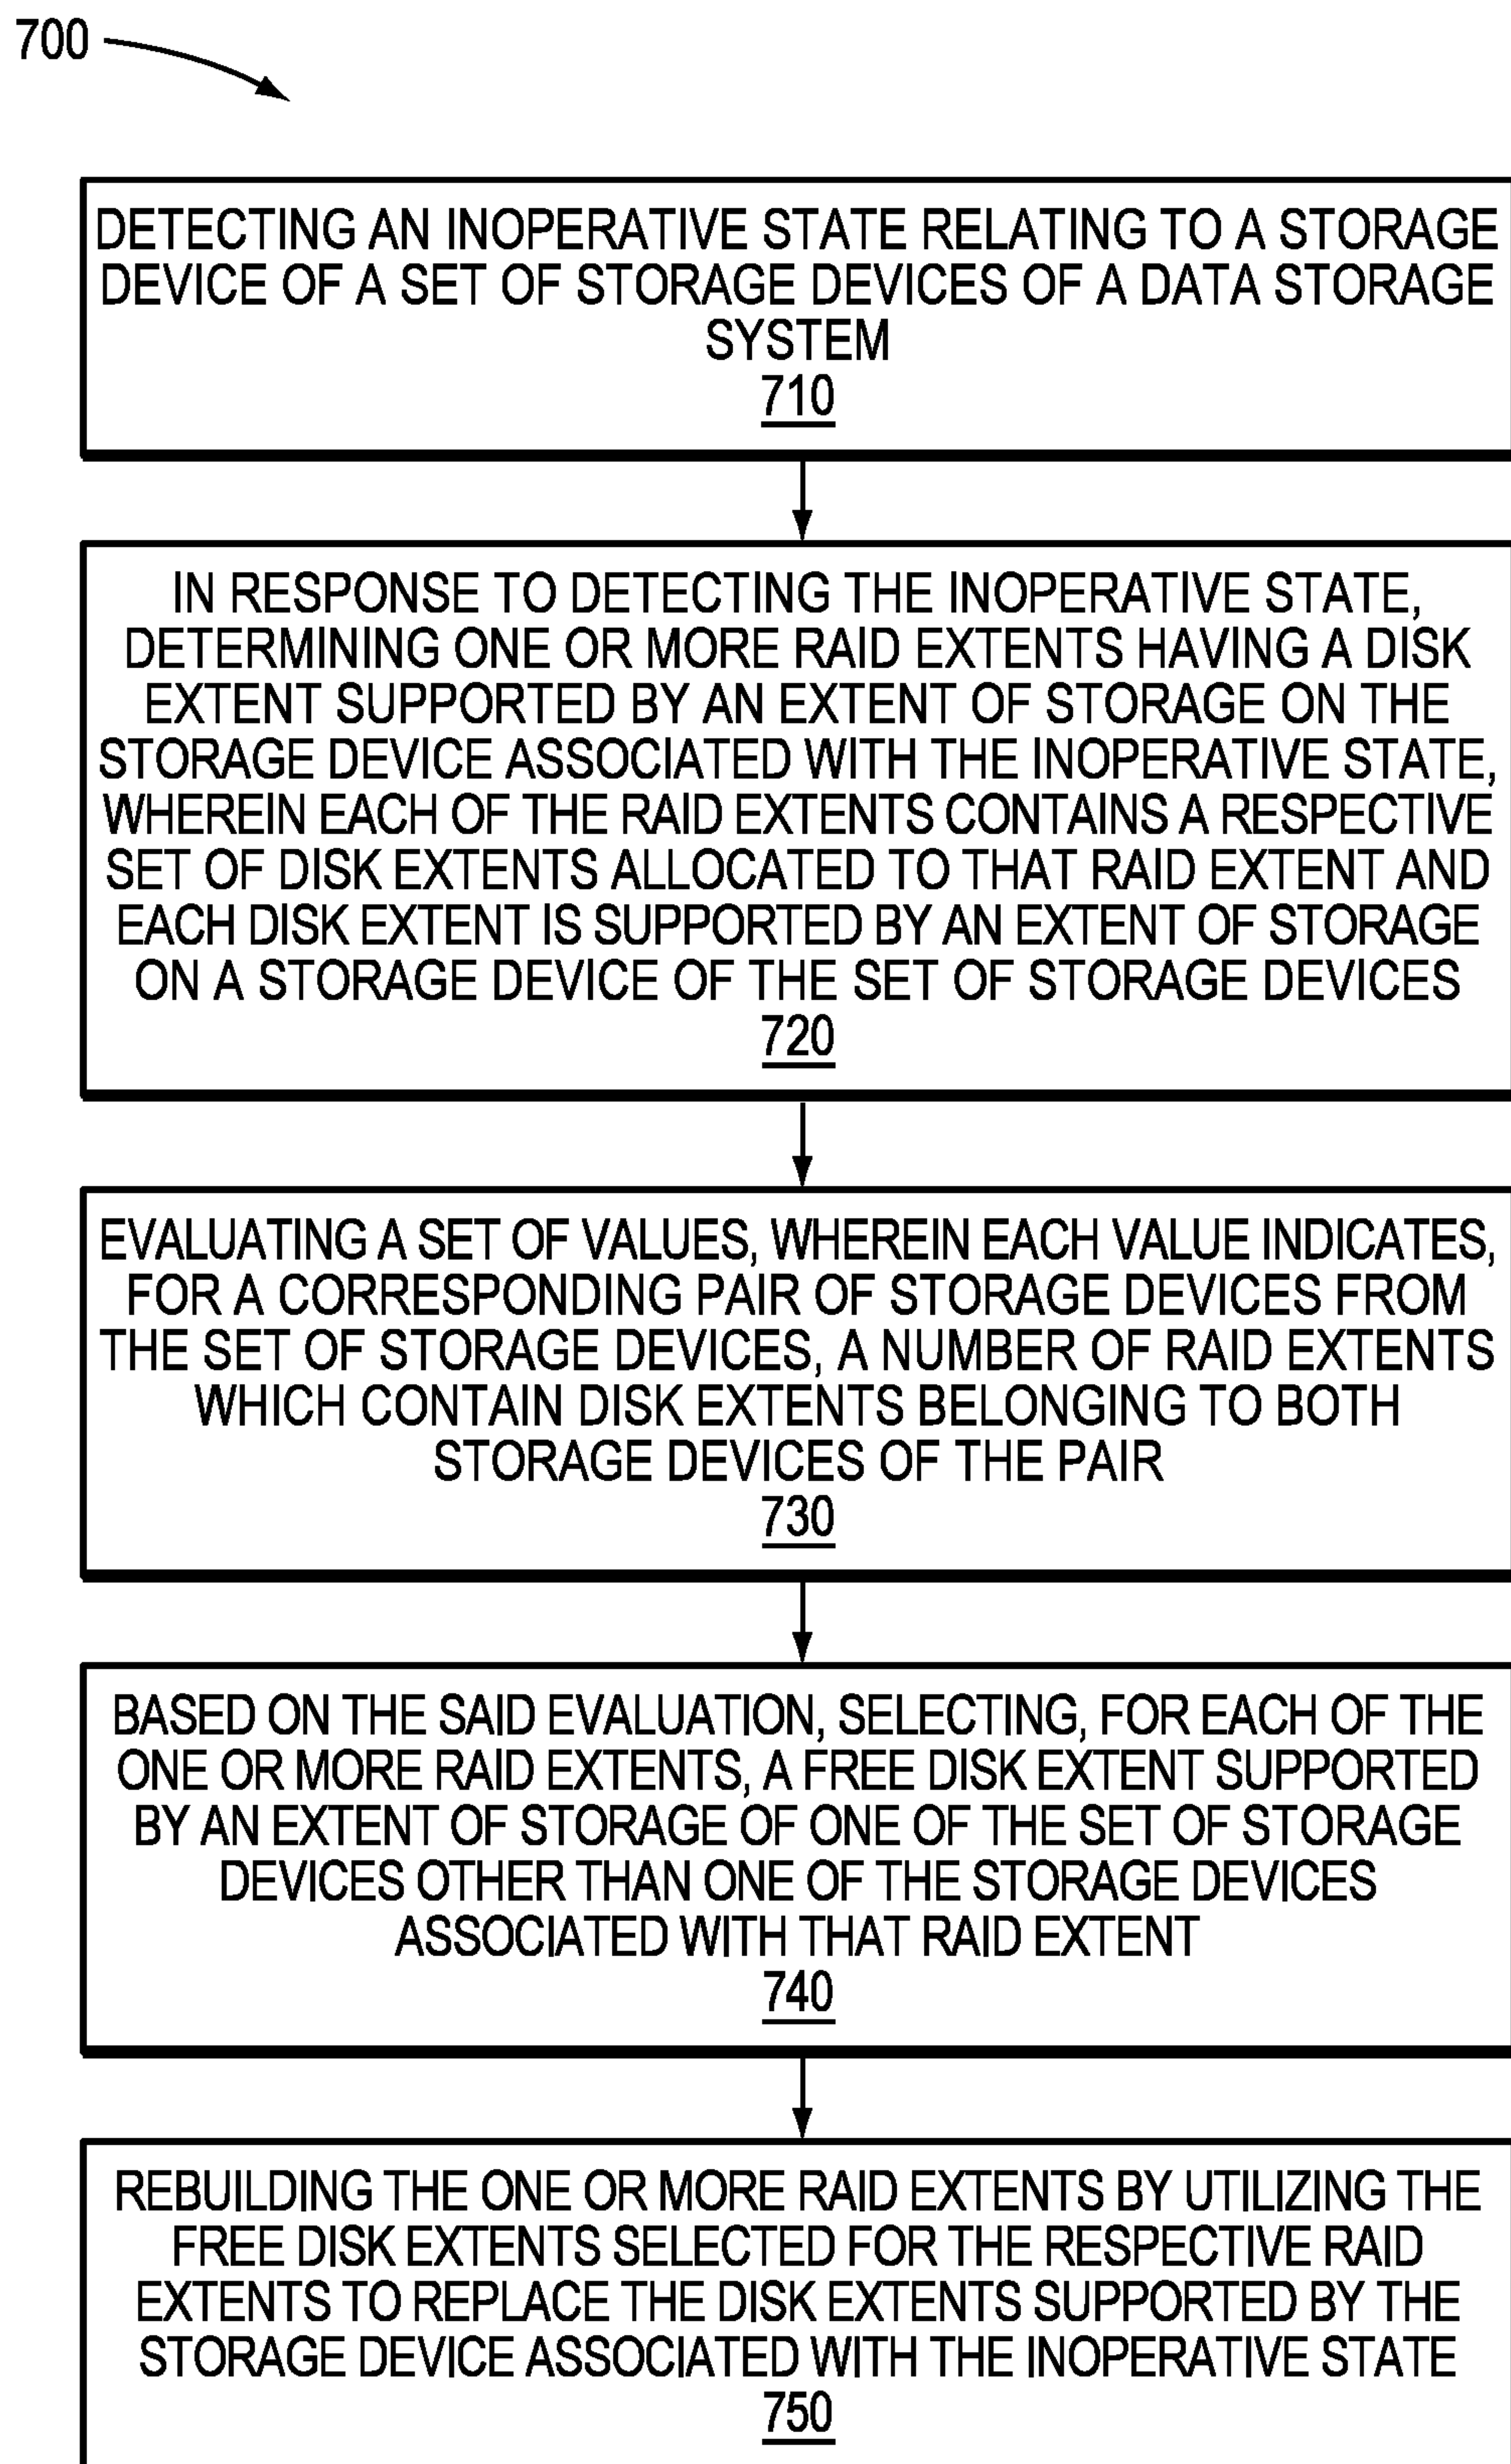 700
DETECTING AN INOPERATIVE STATE RELATING TO A STORAGE
DEVICE OF A SET OF STORAGE DEVICES OF A DATA STORAGE
SYSTEM
710
IN RESPONSE TO DETECTING THE INOPERATIVE STATE,
DETERMINING ONE OR MORE RAID EXTENTS HAVING A DISK
EXTENT SUPPORTED BY AN EXTENT OF STORAGE ON THE
STORAGE DEVICE ASSOCIATED WITH THE INOPERATIVE STATE,
WHEREIN EACH OF THE RAID EXTENTS CONTAINS A RESPECTIVE
SET OF DISK EXTENTS ALLOCATED TO THAT RAID EXTENT AND
EACH DISK EXTENT IS SUPPORTED BY AN EXTENT OF STORAGE
ON A STORAGE DEVICE OF THE SET OF STORAGE DEVICES
720
EVALUATING A SET OF VALUES, WHEREIN EACH VALUE INDICATES,
FOR A CORRESPONDING PAIR OF STORAGE DEVICES FROM
THE SET OF STORAGE DEVICES, A NUMBER OF RAID EXTENTS
WHICH CONTAIN DISK EXTENTS BELONGING TO BOTH
STORAGE DEVICES OF THE PAIR
730
BASED ON THE SAID EVALUATION, SELECTING, FOR EACH OF THE
ONE OR MORE RAID EXTENTS, A FREE DISK EXTENT SUPPORTED
BY AN EXTENT OF STORAGE OF ONE OF THE SET OF STORAGE
DEVICES OTHER THAN ONE OF THE STORAGE DEVICES
ASSOCIATED WITH THAT RAID EXTENT
740
REBUILDING THE ONE OR MORE RAID EXTENTS BY UTILIZING THE
FREE DISK EXTENTS SELECTED FOR THE RESPECTIVE RAID
EXTENTS TO REPLACE THE DISK EXTENTS SUPPORTED BY THE
STORAGE DEVICE ASSOCIATED WITH THE INOPERATIVE STATE
750